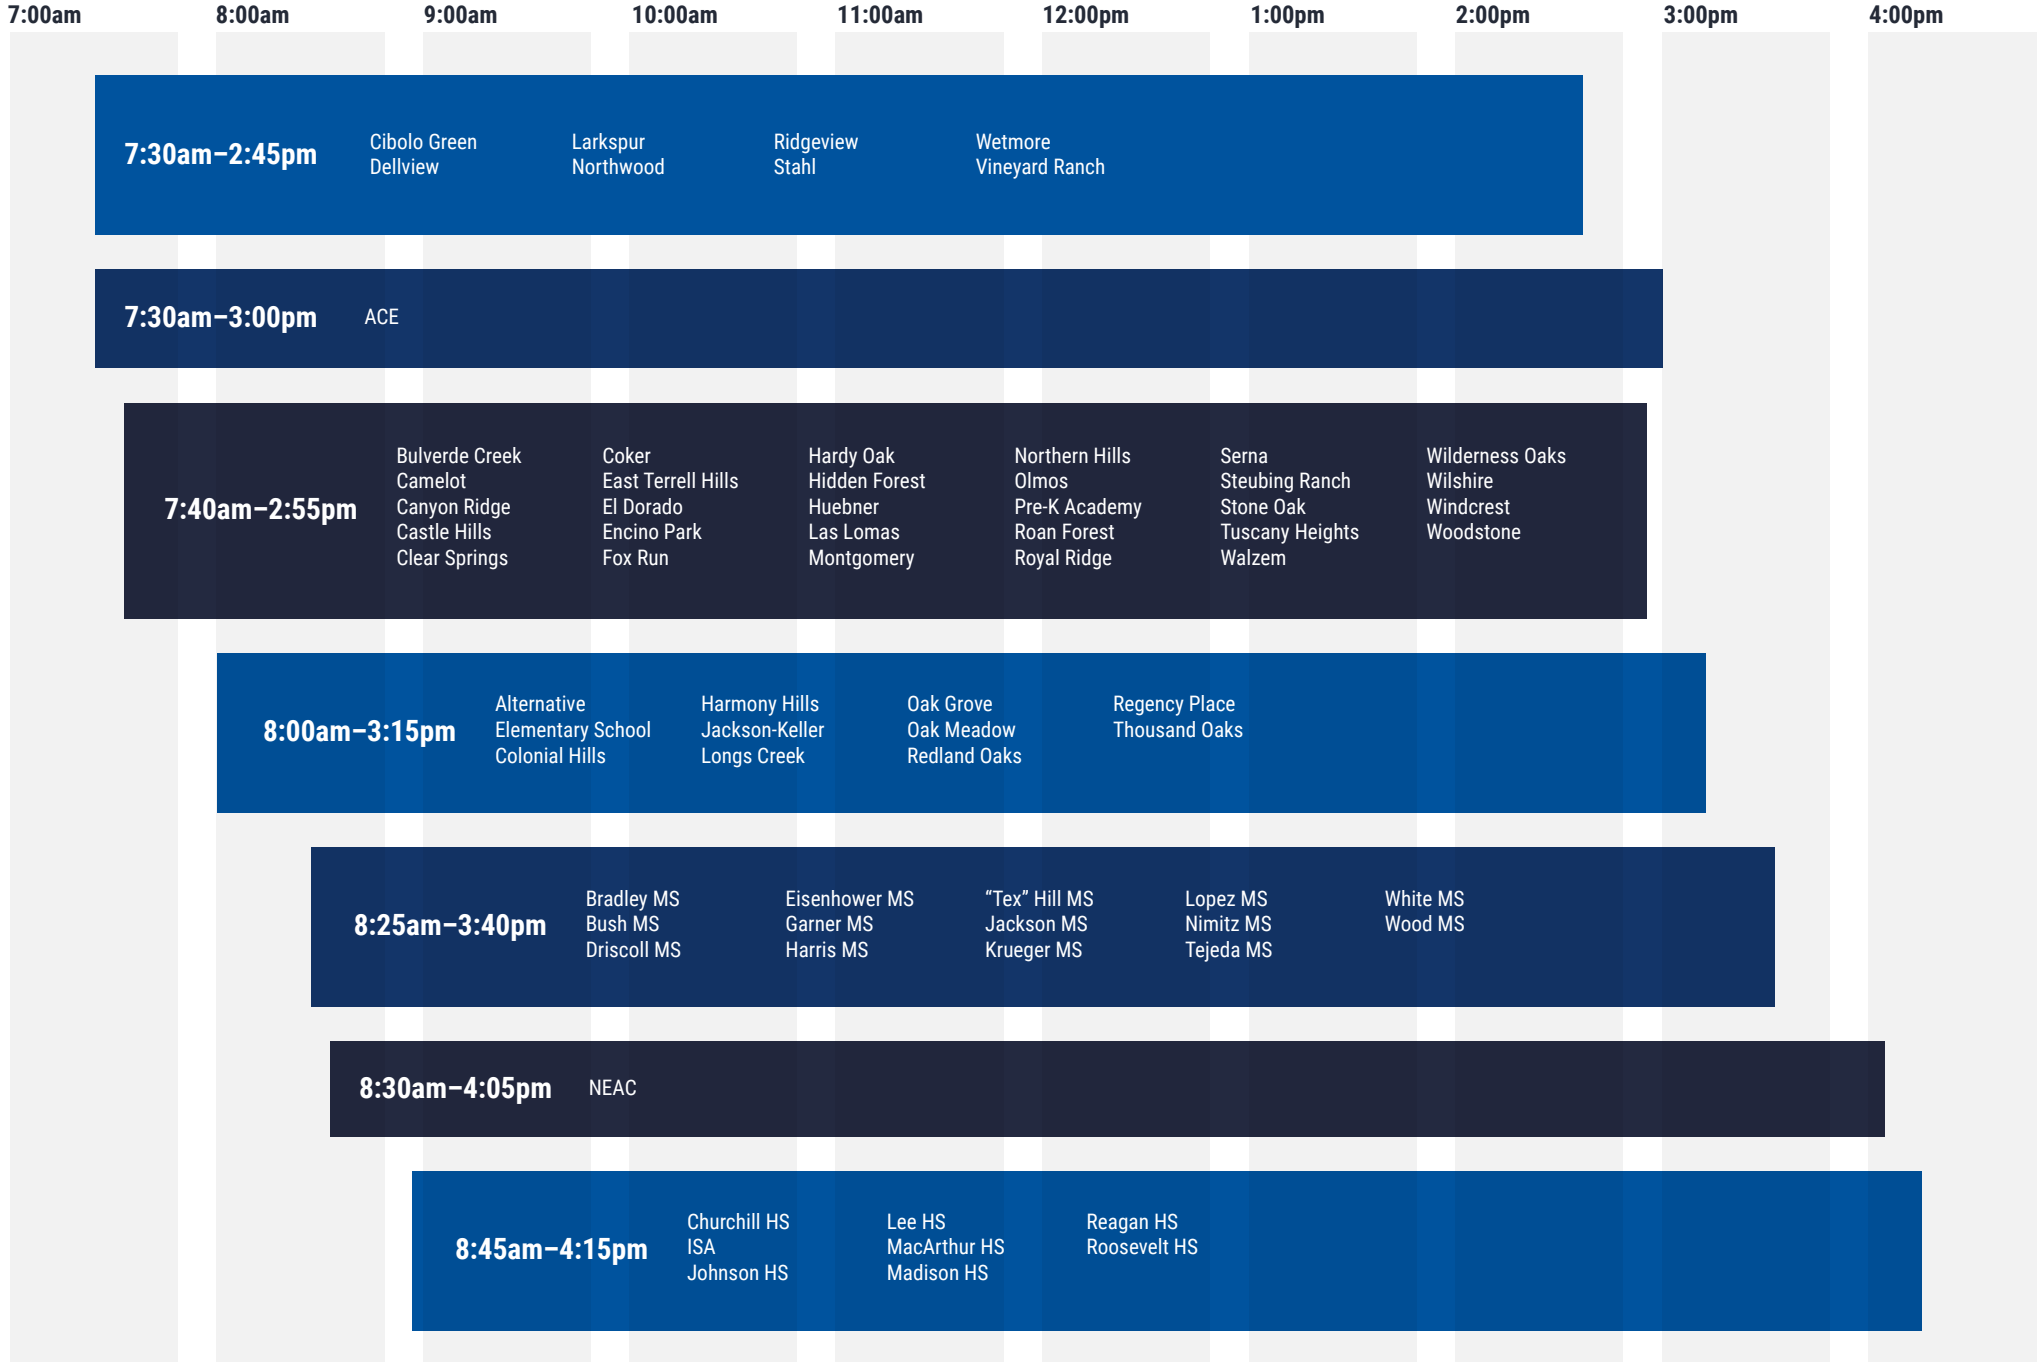 7:00am 8:00am 9:00am 10:00am 11:00am 12:00pm 1:00pm 2:00pm 3:00pm 4:00pm
7:30am–2:45pm
Cibolo Green
Dellview
Larkspur
Northwood
Ridgeview
Stahl
Wetmore
Vineyard Ranch
7:30am–3:00pm
ACE
7:40am–2:55pm
Bulverde Creek
Camelot
Canyon Ridge
Castle Hills
Clear Springs
Coker
East Terrell Hills
El Dorado
Encino Park
Fox Run
Hardy Oak
Hidden Forest
Huebner
Las Lomas
Montgomery
Northern Hills
Olmos
Pre-K Academy
Roan Forest
Royal Ridge
Serna
Steubing Ranch
Stone Oak
Tuscany Heights
Walzem
Wilderness Oaks
Wilshire
Windcrest
Woodstone
8:00am–3:15pm
Alternative
Elementary School
Colonial Hills
Harmony Hills
Jackson-Keller
Longs Creek
Oak Grove
Oak Meadow
Redland Oaks
Regency Place
Thousand Oaks
8:25am–3:40pm
Bradley MS
Bush MS
Driscoll MS
Eisenhower MS
Garner MS
Harris MS
“Tex” Hill MS
Jackson MS
Krueger MS
Lopez MS
Nimitz MS
Tejeda MS
White MS
Wood MS
8:30am–4:05pm
NEAC
8:45am–4:15pm
Churchill HS
ISA
Johnson HS
Lee HS
MacArthur HS
Madison HS
Reagan HS
Roosevelt HS